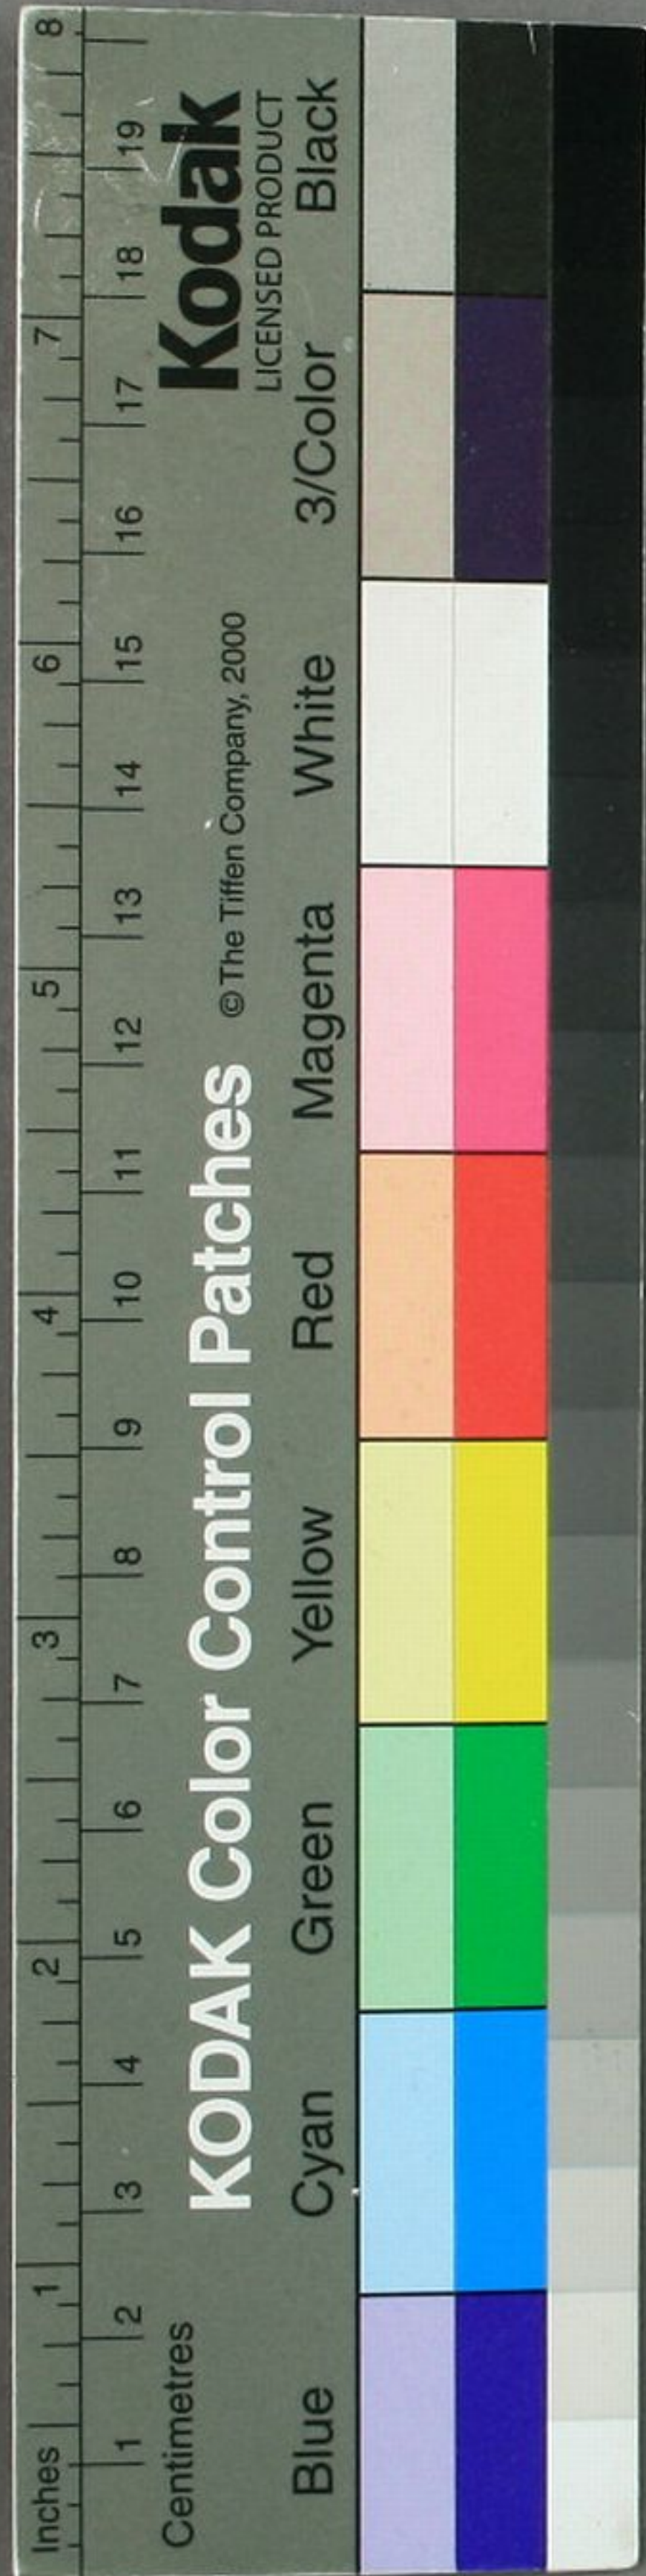 Inches 1 2 3 4 5 6 7 8
1 2 3 4 5 6 7 8 9 10 11 12 13 14 15 16 17 18 19
Centimetres
KODAK Color Control Patches © The Tiffen Company, 2000
Kodak
LICENSED PRODUCT
Blue Cyan Green Yellow Red Magenta White 3/Color Black